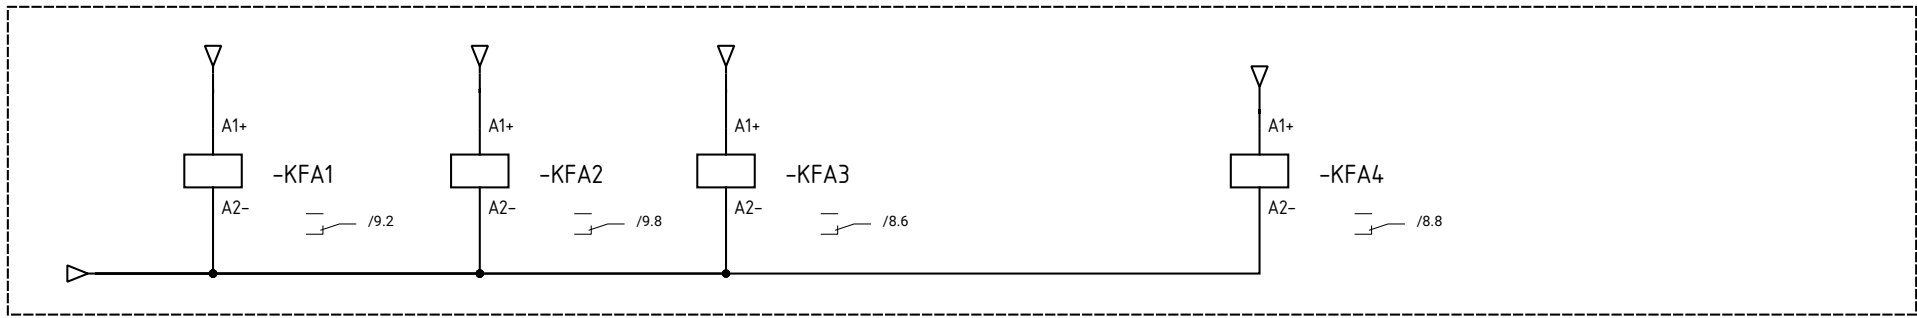 A1+ A1+ A1+ A1+
-KFA1 -KFA2 -KFA3 -KFA4
A2- A2- A2- A2-
/9.2 /9.8 /8.6 /8.8